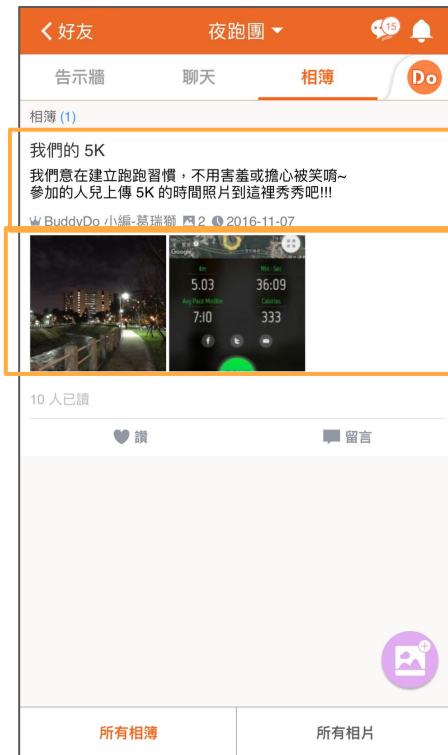 好友
夜跑團
15
告示牆
聊天
相簿
Do
相簿 (1)
我們的 5K
我們意在建立跑跑習慣，不用害羞或擔心被笑唷~
參加的人兒上傳 5K 的時間照片到這裡秀秀吧!!!
BuddyDo 小編-葛瑞獅 2 2016-11-07
Google
Km
Min : Sec
5.03
36:09
Avg Pace Min/Km
Calories
7:10
333
10 人已讀
讚
留言
所有相簿
所有相片